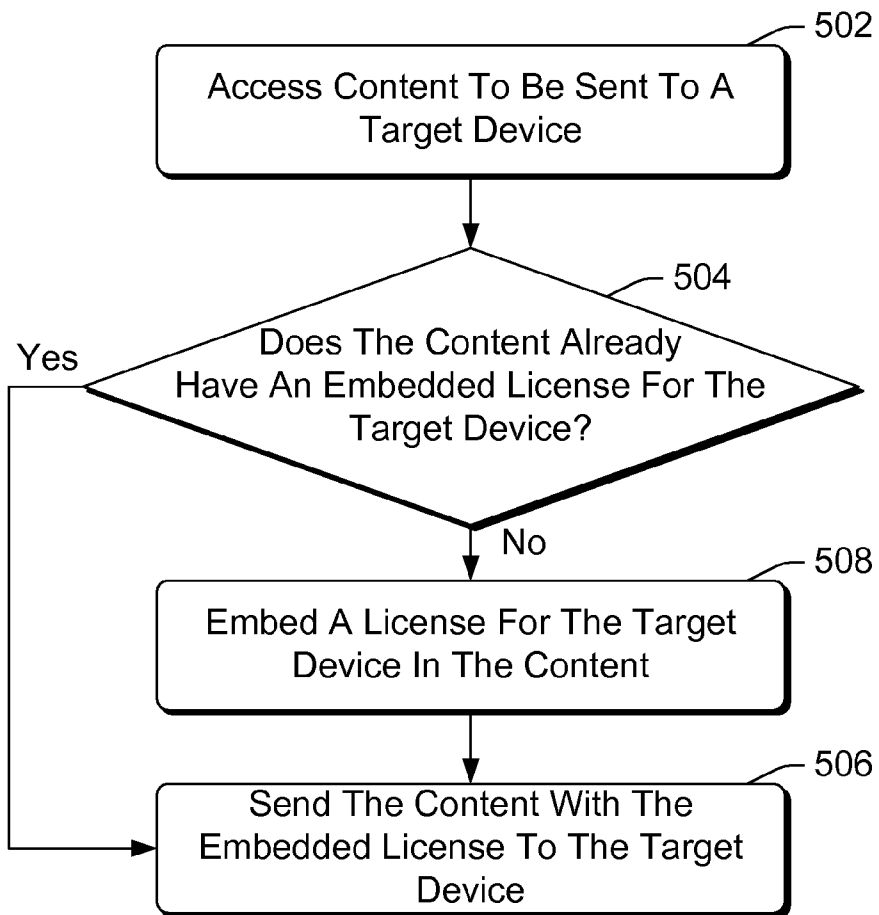 502
Access Content To Be Sent To A
Target Device
504
Does The Content Already
Have An Embedded License For The
Target Device?
Yes
No
508
Embed A License For The Target
Device In The Content
506
Send The Content With The
Embedded License To The Target
Device